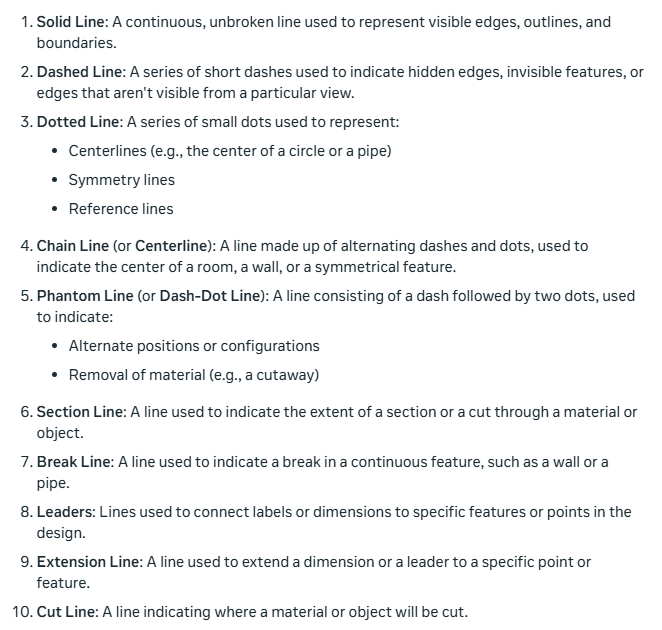 1. Solid Line: A continuous, unbroken line used to represent visible edges, outlines, and
boundaries.
2. Dashed Line: A series of short dashes used to indicate hidden edges, invisible features, or
edges that aren't visible from a particular view.
3. Dotted Line: A series of small dots used to represent:
• Centerlines (e.g., the center of a circle or a pipe)
• Symmetry lines
• Reference lines
4. Chain Line (or Centerline): A line made up of alternating dashes and dots, used to
indicate the center of a room, a wall, or a symmetrical feature.
5. Phantom Line (or Dash-Dot Line): A line consisting of a dash followed by two dots, used
to indicate:
• Alternate positions or configurations
• Removal of material (e.g., a cutaway)
6. Section Line: A line used to indicate the extent of a section or a cut through a material or
object.
7. Break Line: A line used to indicate a break in a continuous feature, such as a wall or a
pipe.
8. Leaders: Lines used to connect labels or dimensions to specific features or points in the
design.
9. Extension Line: A line used to extend a dimension or a leader to a specific point or
feature.
10. Cut Line: A line indicating where a material or object will be cut.